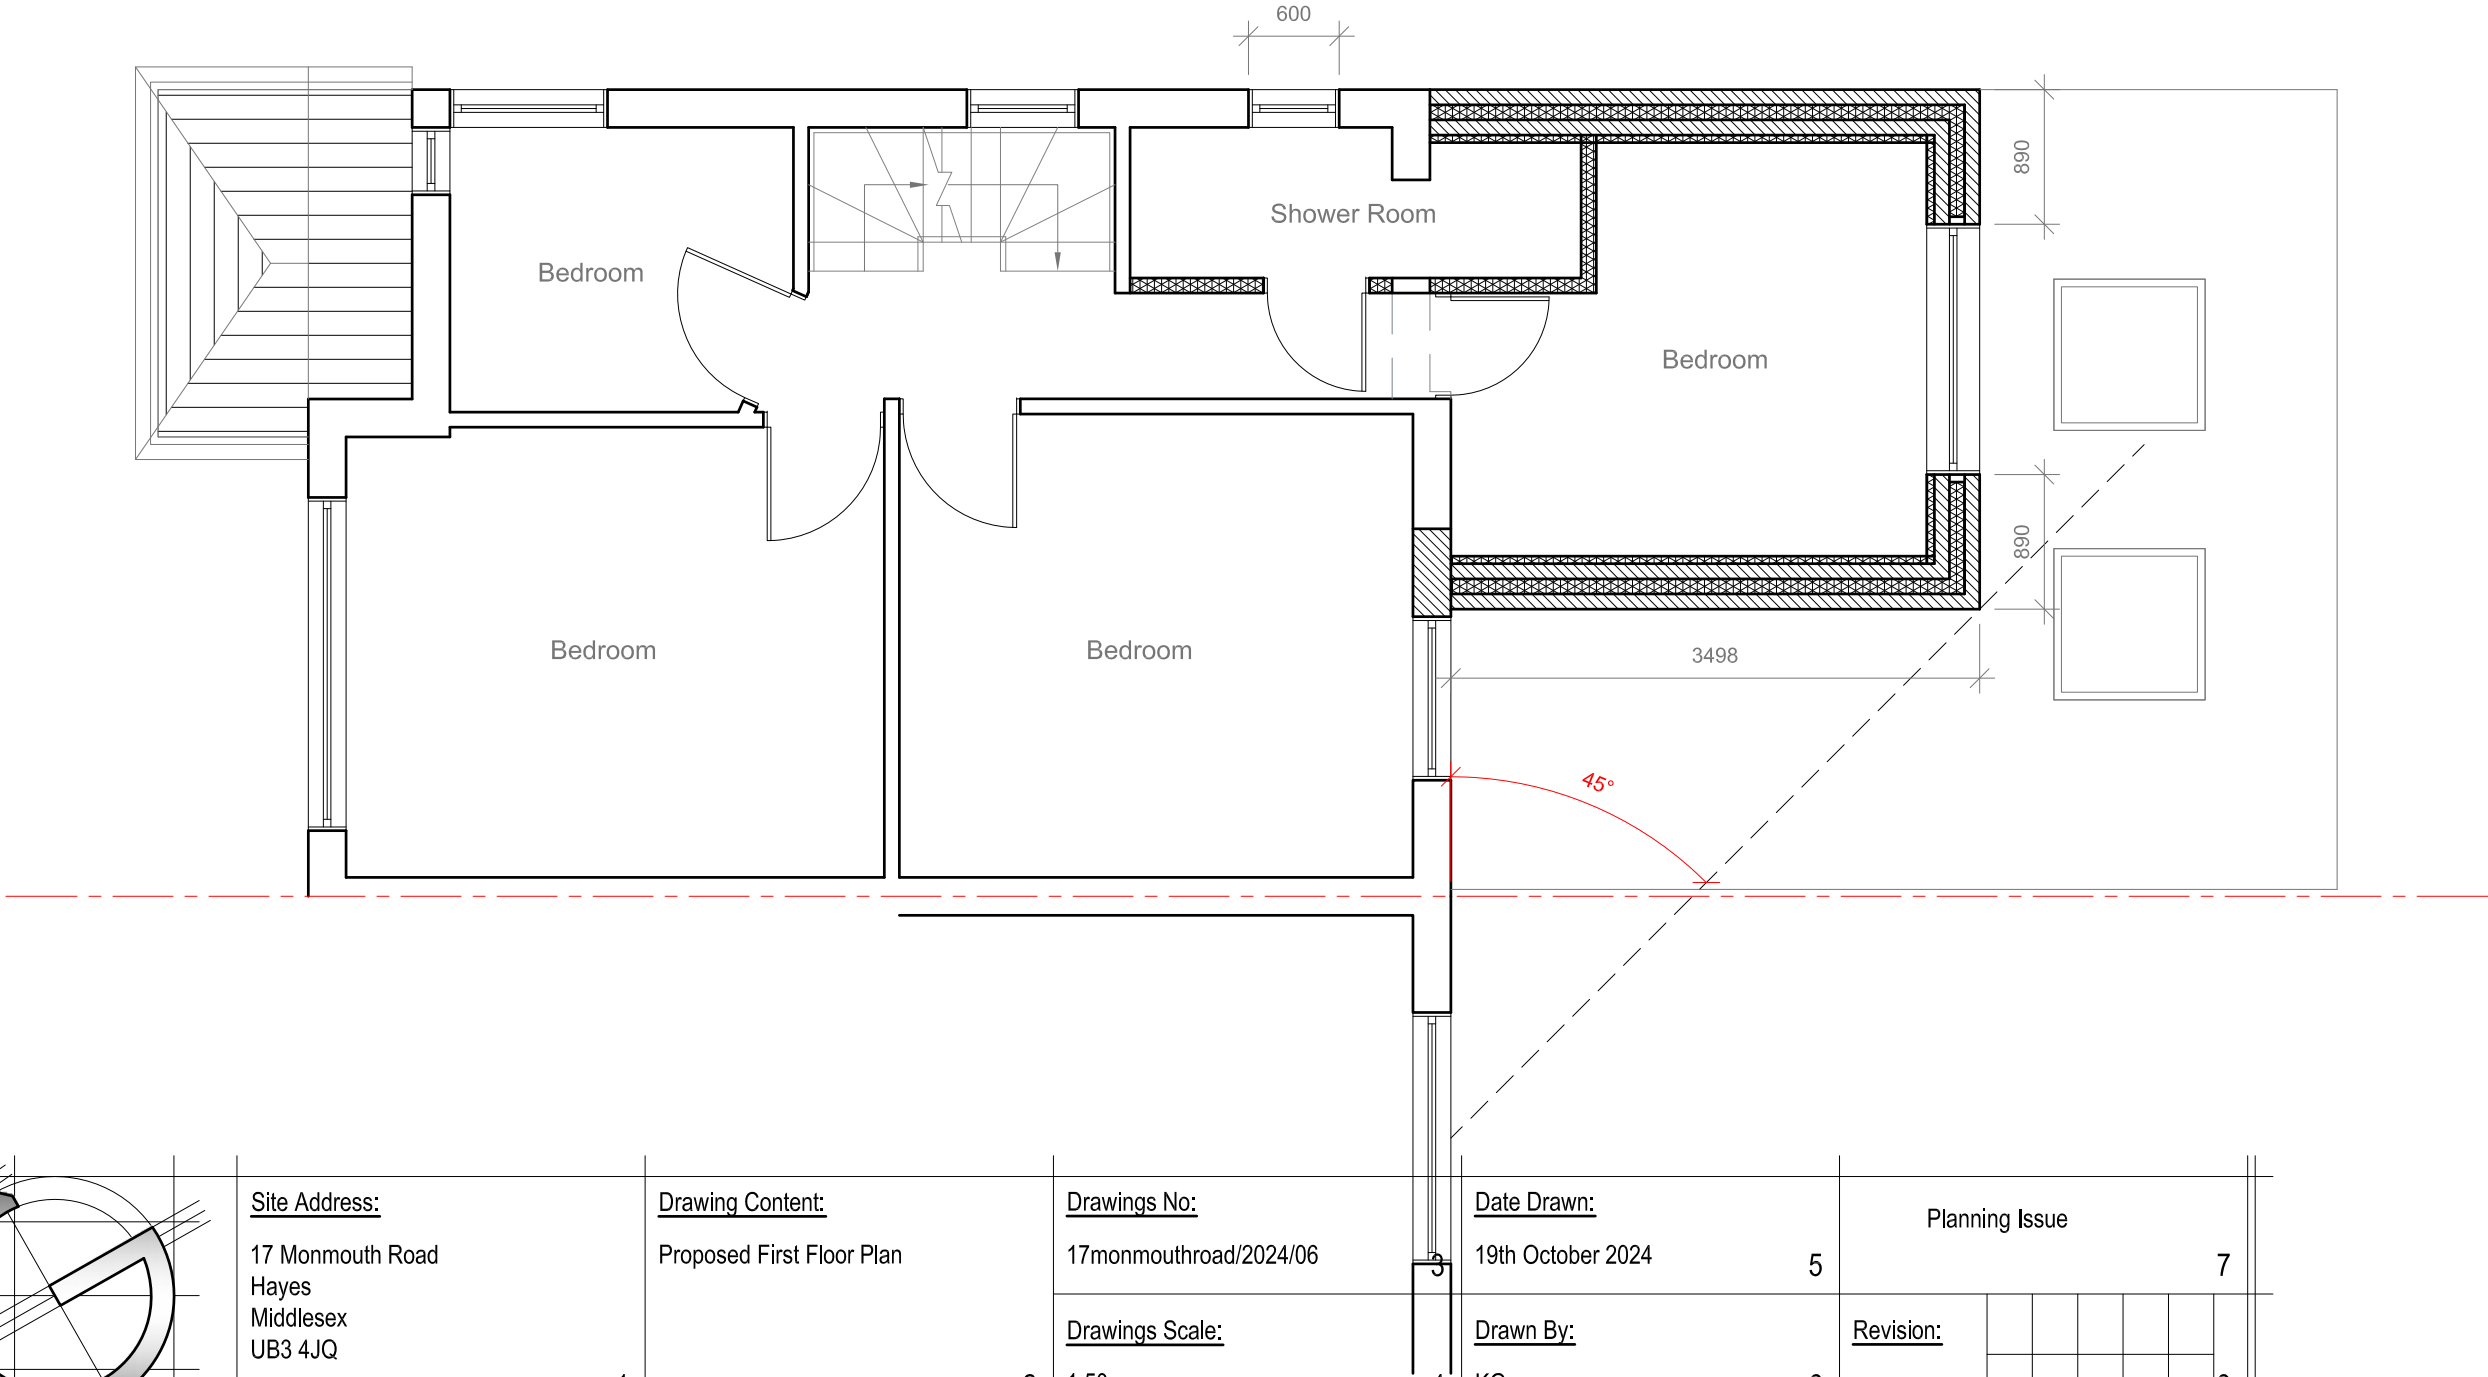 600
890
Shower Room
Bedroom
Bedroom
890
Bedroom
Bedroom
3498
45°
Site Address:
17 Monmouth Road
Hayes
Middlesex
UB3 4JQ
Drawing Content:
Proposed First Floor Plan
Drawings No:
17monmouthroad/2024/06
3
Date Drawn:
19th October 2024
5
Planning Issue
7
Drawings Scale:
Drawn By:
Revision: